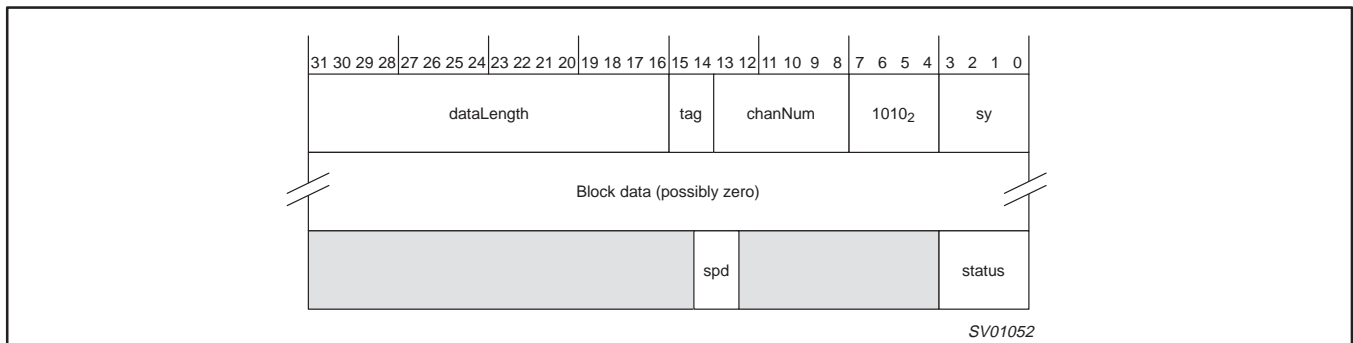 31 30 29 28 27 26 25 24 23 22 21 20 19 18 17 16 15 14 13 12 11 10 9 8 7 6 5 4 3 2 1 0
dataLength tag chanNum 1010₂ sy
Block data (possibly zero)
spd status
SV01052